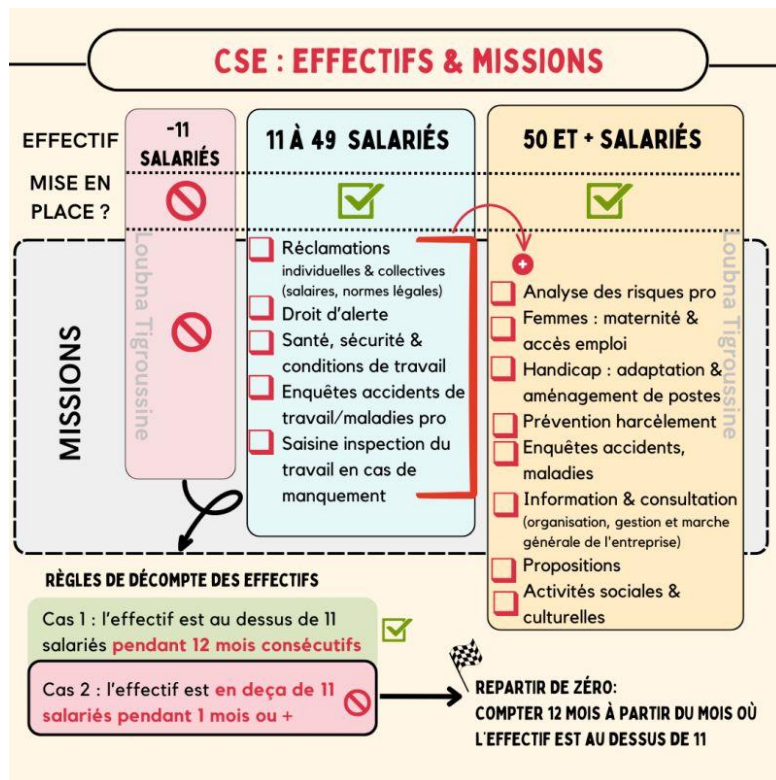 CSE : EFFECTIFS & MISSIONS
EFFECTIF
-11
SALARIÉS
11 À 49 SALARIÉS
50 ET + SALARIÉS
MISE EN
PLACE ?
MISSIONS
Loubna Tigroussine
Réclamations
individuelles & collectives
(salaires, normes légales)
Droit d'alerte
Santé, sécurité &
conditions de travail
Enquêtes accidents de
travail/maladies pro
Saisine inspection du
travail en cas de
manquement
+
Analyse des risques pro
Femmes : maternité &
accès emploi
Handicap : adaptation &
aménagement de postes
Prévention harcèlement
Enquêtes accidents,
maladies
Information & consultation
(organisation, gestion et marche
générale de l'entreprise)
Propositions
Activités sociales &
culturelles
Loubna Tigroussine
RÈGLES DE DÉCOMPTE DES EFFECTIFS
Cas 1 : l'effectif est au dessus de 11
salariés pendant 12 mois consécutifs
Cas 2 : l'effectif est en deça de 11
salariés pendant 1 mois ou +
REPARTIR DE ZÉRO:
COMPTER 12 MOIS À PARTIR DU MOIS OÙ
L'EFFECTIF EST AU DESSUS DE 11